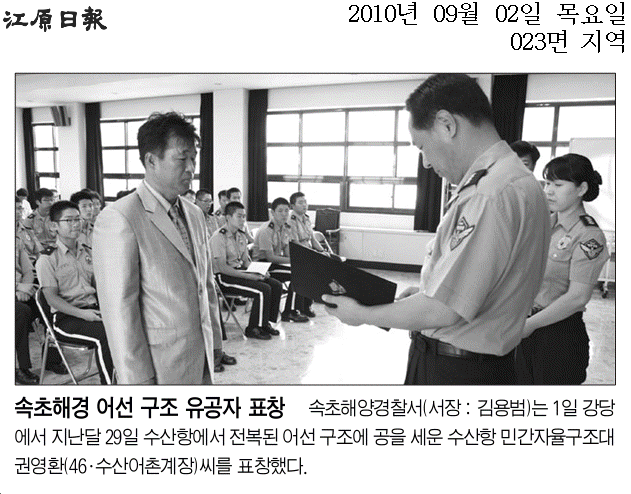 江原日報
2010년 09월 02일 목요일
023면 지역
속초해경 어선 구조 유공자 표창 속초해양경찰서(서장 : 김용범)는 1일 강당
에서 지난달 29일 수산항에서 전복된 어선 구조에 공을 세운 수산항 민간자율구조대
권영환(46·수산어촌계장)씨를 표창했다.